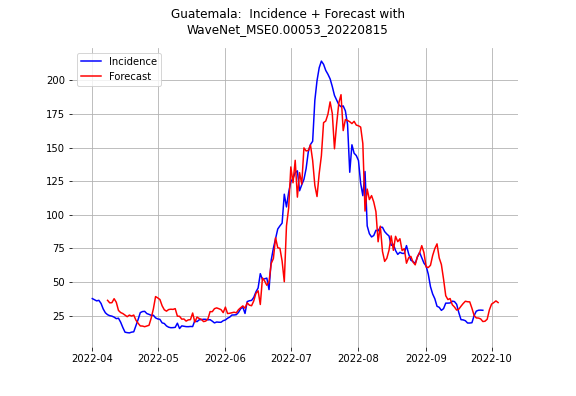 Guatemala:  Incidence + Forecast with
WaveNet_MSE0.00053_20220815
Incidence
Forecast
200
175
150
125
100
75
50
25
2022-04 2022-05 2022-06 2022-07 2022-08 2022-09 2022-10